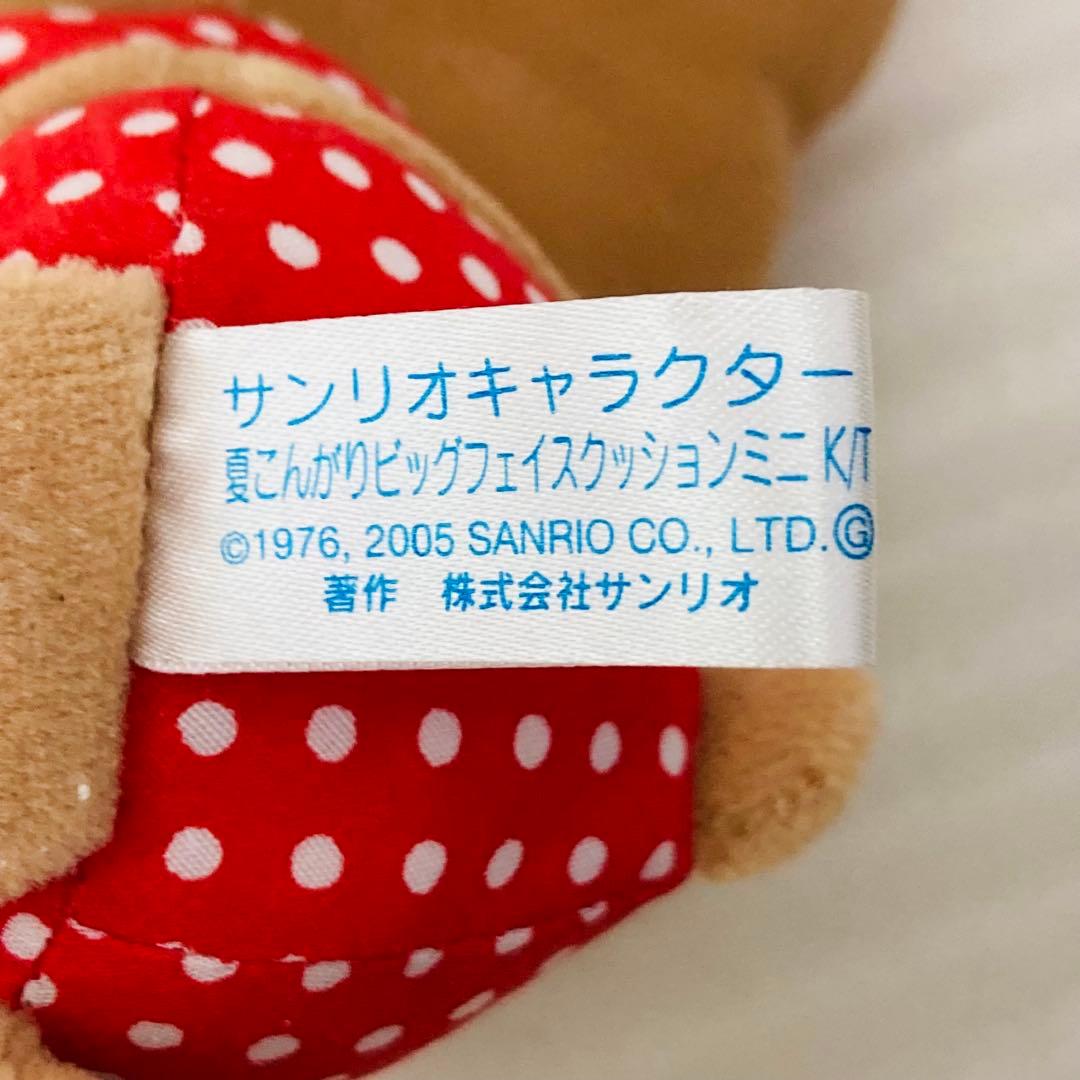 サンリオキャラクター
夏こんがりビッグフェイスクッションミニ K/T
©1976, 2005 SANRIO CO., LTD. Ⓖ
著作 株式会社サンリオ